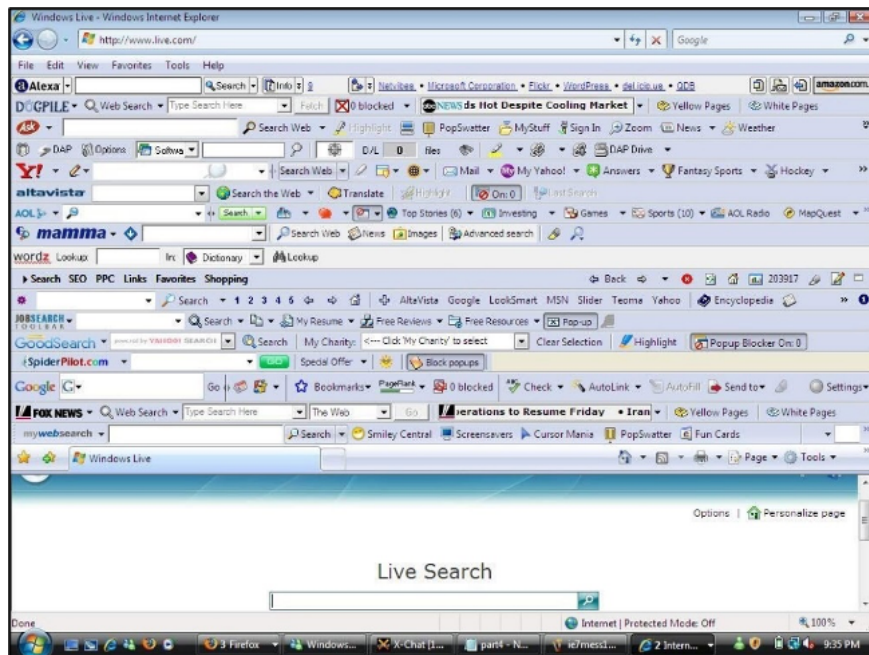 Windows Live - Windows Internet Explorer
http://www.live.com/ Google
File Edit View Favorites Tools Help
Alexa Search Info Netvibes • Microsoft Corporation • Flickr • WordPress • del.icio.us • ODB amazon.com
DOGPILE Web Search Type Search Here Fetch 0 blocked abc NEWS ds Hot Despite Cooling Market Yellow Pages White Pages
Ask Search Web Highlight PopSwatter MyStuff Sign In Zoom News Weather
DAP Options Softwa D/L 0 files DAP Drive
Y! Search Web Mail My Yahoo! Answers Fantasy Sports Hockey
altavista Search the Web Translate Highlight On: 0 Last Search
AOL Search Top Stories (6) Investing Games Sports (10) AOL Radio MapQuest
mamma Search Web News Images Advanced search
wordz Lookup In: Dictionary Lookup
Search SEO PPC Links Favorites Shopping Back 203917
Search 1 2 3 4 5 AltaVista Google LookSmart MSN Slider Teoma Yahoo Encyclopedia
JOBSEARCH TOOLBAR Search My Resume Free Reviews Free Resources Pop-up
GoodSearch powered by YAHOO! SEARCH Search My Charity: <--- Click 'My Charity' to select Clear Selection Highlight Popup Blocker On: 0
SpiderPilot.com GO Special Offer Block popups
Google G Go Bookmarks PageRank 0 blocked Check AutoLink AutoFill Send to Settings
FOX NEWS Web Search Type Search Here The Web Go erations to Resume Friday • Iran Yellow Pages White Pages
mywebsearch Search Smiley Central Screensavers Cursor Mania PopSwatter Fun Cards
Windows Live Page Tools
Options | Personalize page
Live Search
Done Internet | Protected Mode: Off 100%
3 Firefox Windows... X-Chat [1... part4 - N... ie7mess1... 2 Intern... 9:35 PM